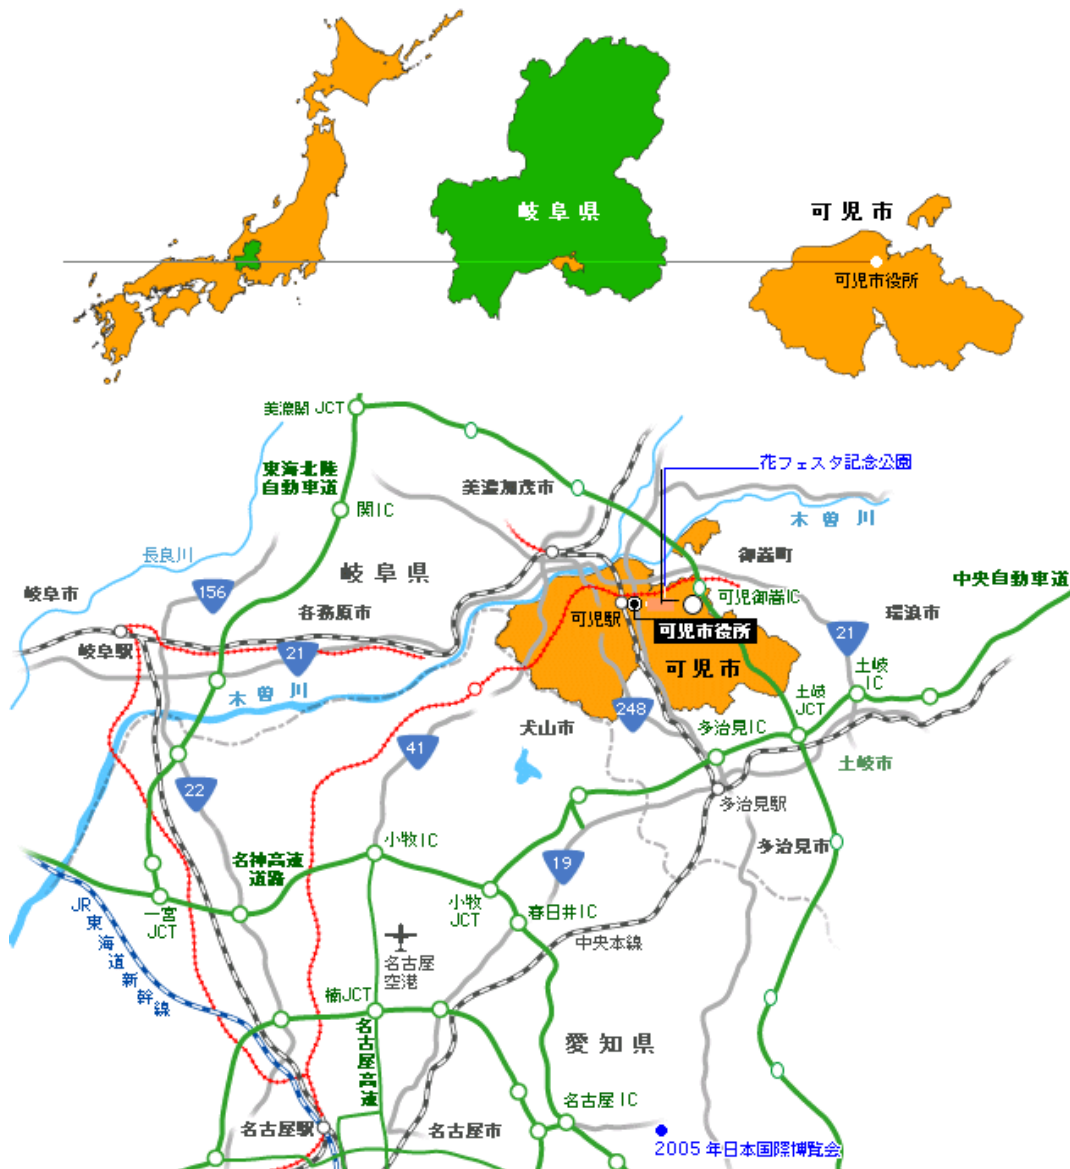 岐阜県
可児市
可児市役所
美濃関 JCT
東海北陸
自動車道
花フェスタ記念公園
美濃加茂市
関 IC
木曽川
長良川
岐阜県
御嵩町
中央自動車道
156
岐阜市
各務原市
可児駅
可児御嵩IC
瑞浪市
可児市役所
21
岐阜駅
21
可児市
土岐
IC
木曽川
土岐
JCT
248
犬山市
多治見IC
41
土岐市
22
多治見駅
小牧IC
多治見市
名神高速
道路
19
小牧
JCT
春日井IC
一宮
JCT
JR東海道新幹線
中央本線
名古屋
空港
楠JCT
名古屋高速
愛知県
名古屋 IC
名古屋駅
名古屋市
2005年日本国際博覧会